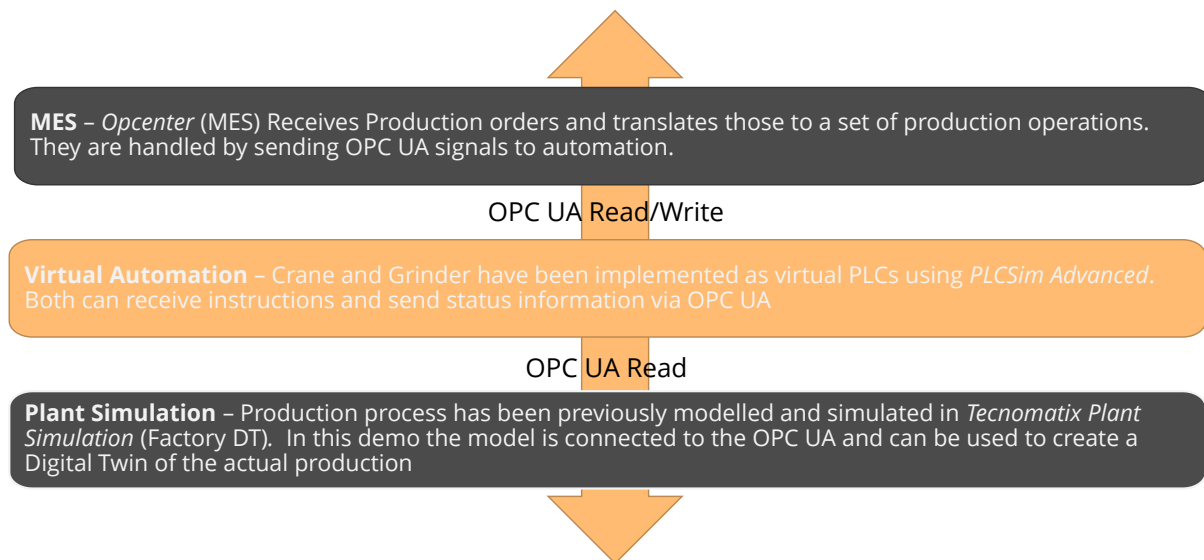 MES – Opcenter (MES) Receives Production orders and translates those to a set of production operations.
They are handled by sending OPC UA signals to automation.
OPC UA Read/Write
Virtual Automation – Crane and Grinder have been implemented as virtual PLCs using PLCSim Advanced.
Both can receive instructions and send status information via OPC UA
OPC UA Read
Plant Simulation – Production process has been previously modelled and simulated in Tecnomatix Plant
Simulation (Factory DT).  In this demo the model is connected to the OPC UA and can be used to create a
Digital Twin of the actual production